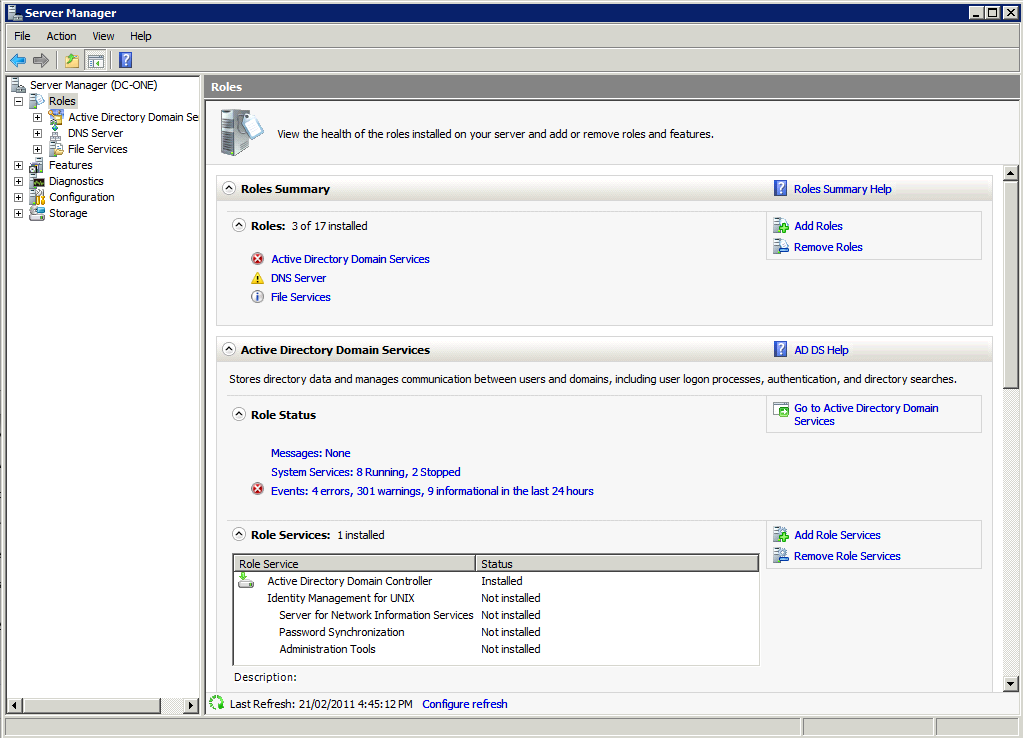 Server Manager
File Action View Help
Server Manager (DC-ONE)
Roles
Active Directory Domain Se
DNS Server
File Services
Features
Diagnostics
Configuration
Storage
Roles
View the health of the roles installed on your server and add or remove roles and features.
Roles Summary
Roles Summary Help
Roles: 3 of 17 installed
Add Roles
Remove Roles
Active Directory Domain Services
DNS Server
File Services
Active Directory Domain Services
AD DS Help
Stores directory data and manages communication between users and domains, including user logon processes, authentication, and directory searches.
Role Status
Go to Active Directory Domain
Services
Messages: None
System Services: 8 Running, 2 Stopped
Events: 4 errors, 301 warnings, 9 informational in the last 24 hours
Role Services: 1 installed
Add Role Services
Remove Role Services
Role Service Status
Active Directory Domain Controller Installed
Identity Management for UNIX Not installed
Server for Network Information Services Not installed
Password Synchronization Not installed
Administration Tools Not installed
Description:
Last Refresh: 21/02/2011 4:45:12 PM Configure refresh